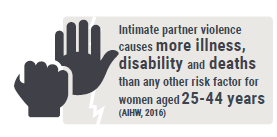 Intimate partner violence
causes more illness,
disability and deaths
than any other risk factor for
women aged 25-44 years
(AIHW, 2016)